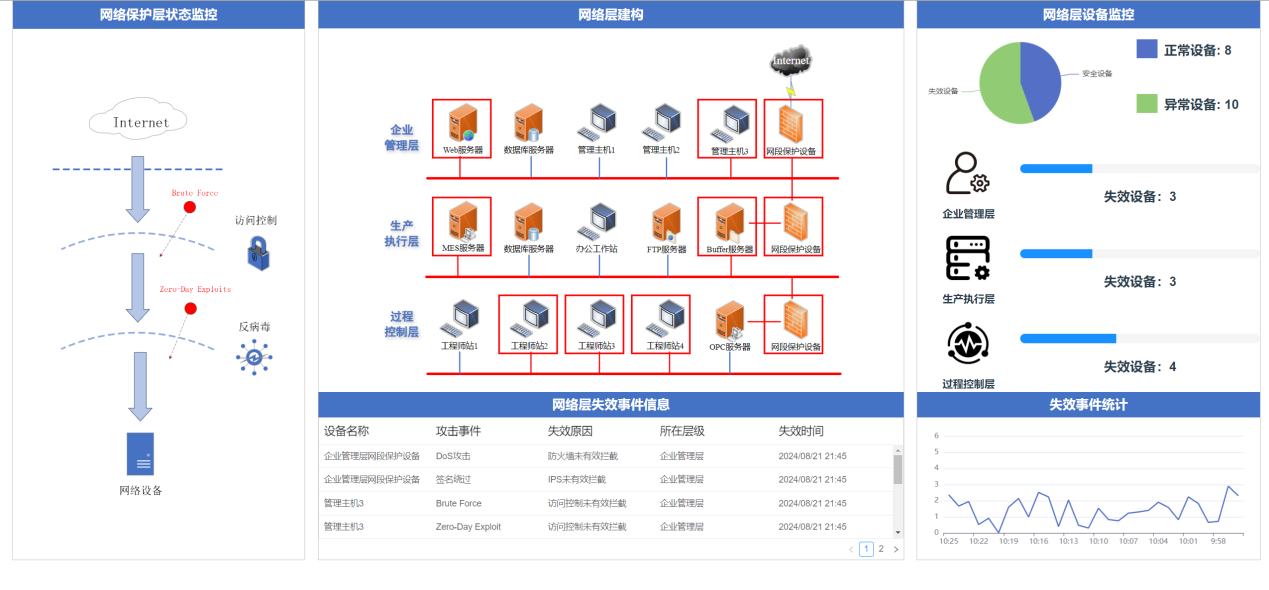 网络保护层状态监控
Internet
Brute Force
访问控制
Zero-Day Exploits
反病毒
网络设备
网络层建构
Internet
企业
管理层
Web服务器
数据库服务器
管理主机1
管理主机2
管理主机3
网段保护设备
生产
执行层
MES服务器
数据库服务器
办公工作站
FTP服务器
Buffer服务器
网段保护设备
过程
控制层
工程师站1
工程师站2
工程师站3
工程师站4
OPC服务器
网段保护设备
网络层失效事件信息
设备名称 攻击事件 失效原因 所在层级 失效时间
企业管理层网段保护设备 DoS攻击 防火墙未有效拦截 企业管理层 2024/08/21 21:45
企业管理层网段保护设备 签名绕过 IPS未有效拦截 企业管理层 2024/08/21 21:45
管理主机3 Brute Force 访问控制未有效拦截 企业管理层 2024/08/21 21:45
管理主机3 Zero-Day Exploit 访问控制未有效拦截 企业管理层 2024/08/21 21:45
1 2
网络层设备监控
失效设备
安全设备
正常设备: 8
异常设备: 10
企业管理层
失效设备: 3
生产执行层
失效设备: 3
过程控制层
失效设备: 4
失效事件统计
6
5
4
3
2
1
0
10:25 10:22 10:19 10:16 10:13 10:10 10:07 10:04 10:01 9:58